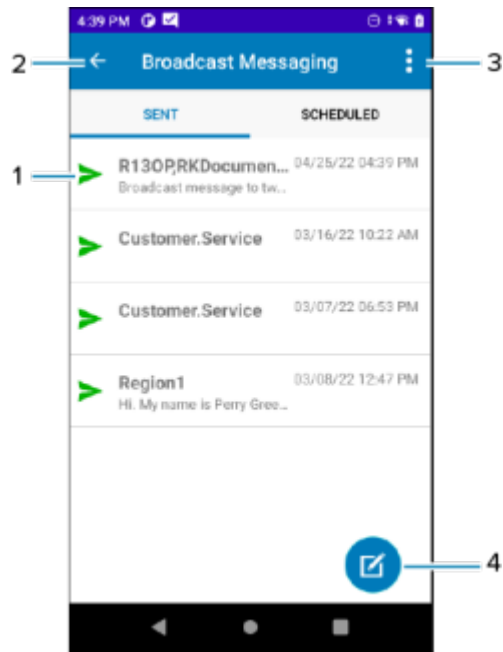 4:39 PM
2
Broadcast Messaging
3
SENT
SCHEDULED
1
R13OP,RKDocumen... 04/25/22 04:39 PM
Broadcast message to tw...
Customer.Service 03/16/22 10:22 AM
Customer.Service 03/07/22 06:53 PM
Region1 03/08/22 12:47 PM
Hi. My name is Perry Gree...
4